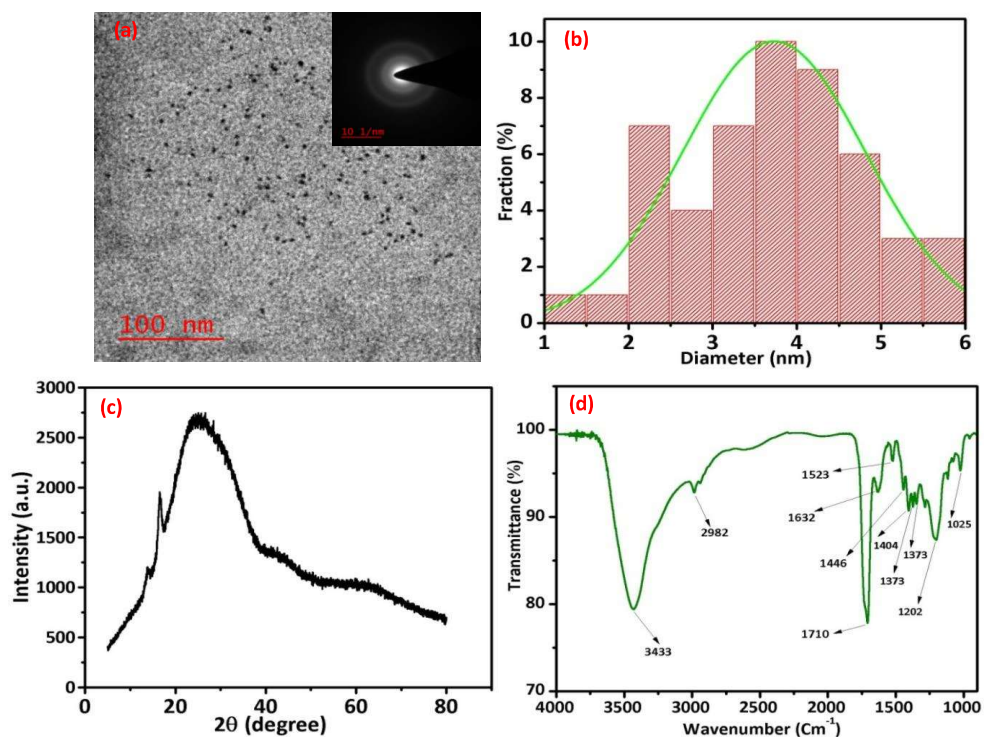 (a)
10 1/nm
100 nm
(b)
Fraction (%)
10
8
6
4
2
0
1 2 3 4 5 6
Diameter (nm)
(c)
Intensity (a.u.)
3000
2500
2000
1500
1000
500
0
0 20 40 60 80
2θ (degree)
(d)
Transmittance (%)
100
90
80
70
3433
2982
1710
1632
1523
1446
1404
1373
1373
1202
1025
4000 3500 3000 2500 2000 1500 1000
Wavenumber (Cm⁻¹)